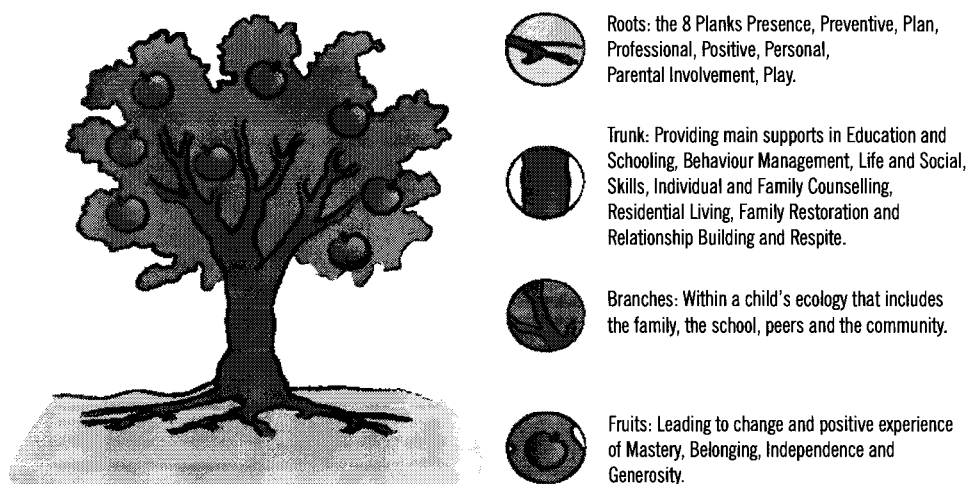 Roots: the 8 Planks Presence, Preventive, Plan,
Professional, Positive, Personal,
Parental Involvement, Play.
Trunk: Providing main supports in Education and
Schooling, Behaviour Management, Life and Social,
Skills, Individual and Family Counselling,
Residential Living, Family Restoration and
Relationship Building and Respite.
Branches: Within a child's ecology that includes
the family, the school, peers and the community.
Fruits: Leading to change and positive experience
of Mastery, Belonging, Independence and
Generosity.